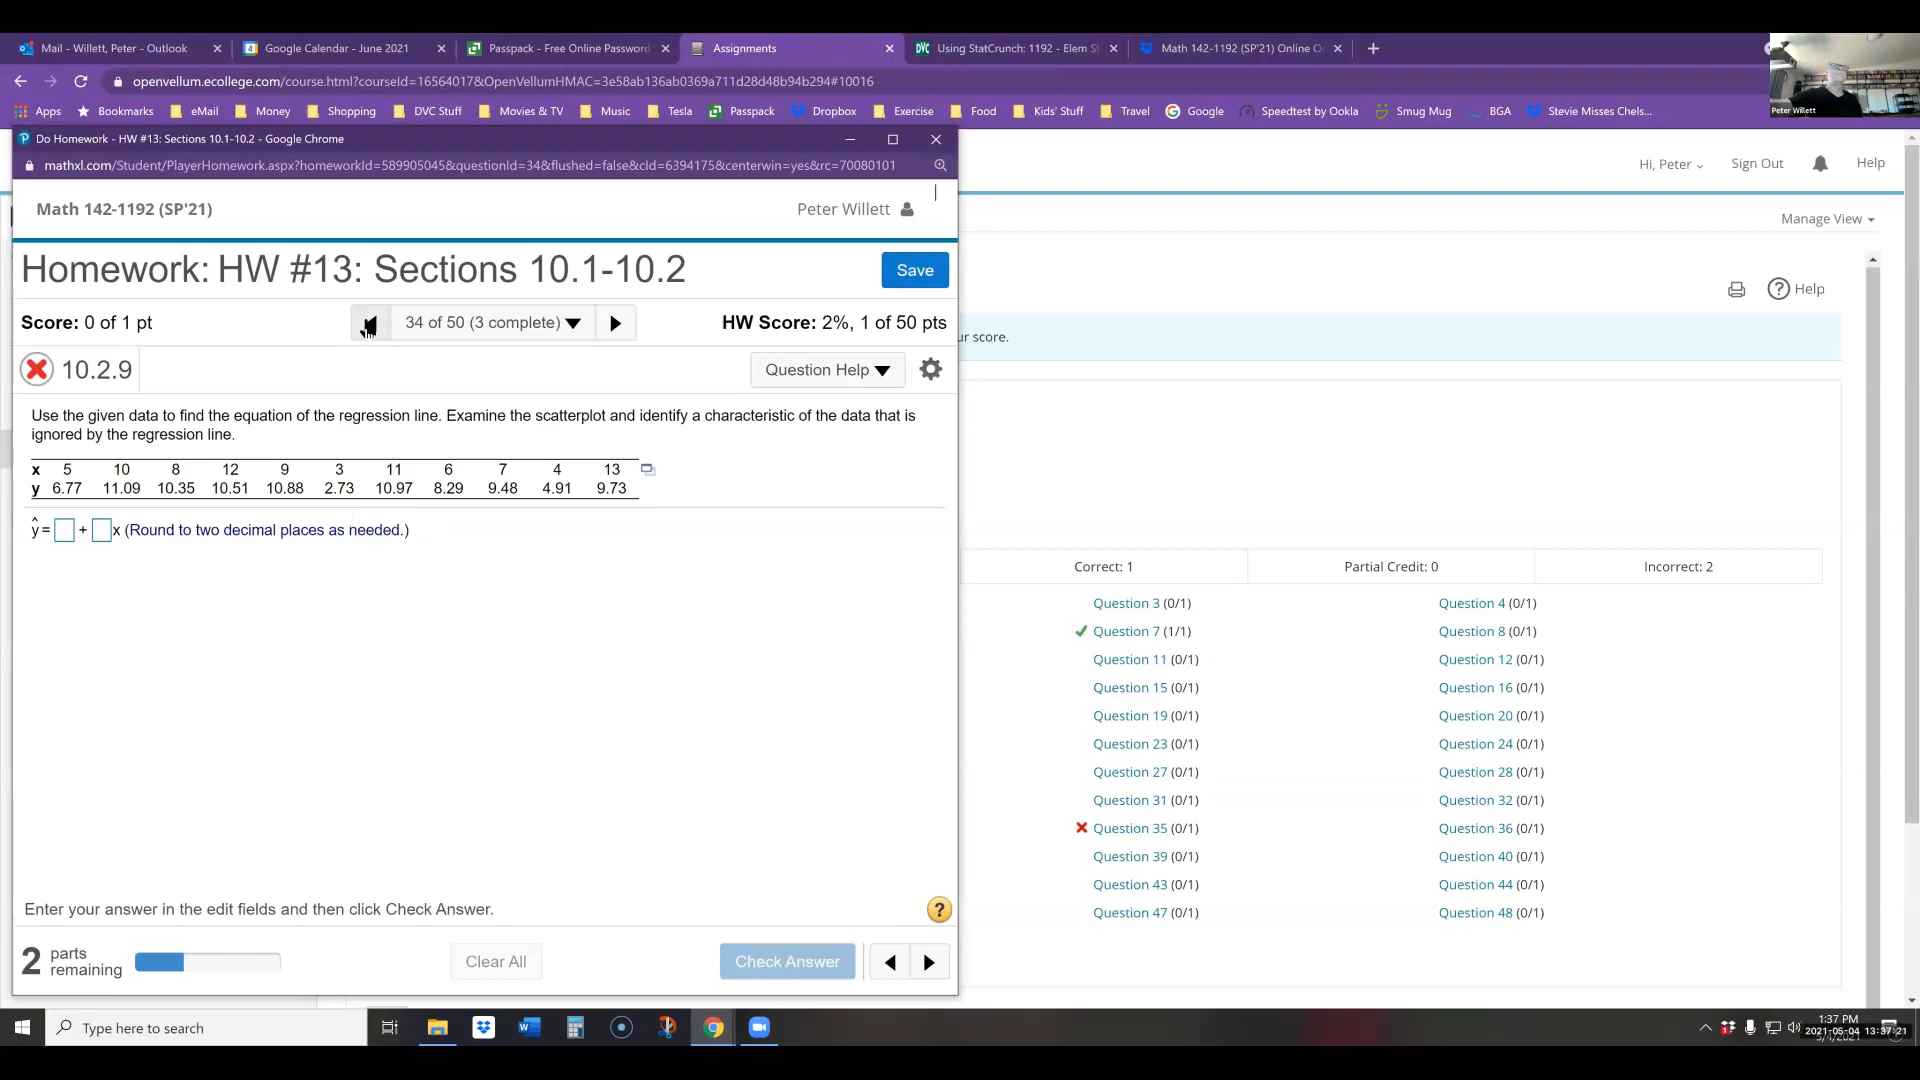 Mail - Willett, Peter - Outlook
Google Calendar - June 2021
Passpack - Free Online Password
Assignments
Using StatCrunch: 1192 - Elem S
Math 142-1192 (SP'21) Online O
openvellum.ecollege.com/course.html?courseId=16564017&OpenVellumHMAC=3e58ab136ab0369a711d28d48b94b294#10016
Apps
Bookmarks
eMail
Money
Shopping
DVC Stuff
Movies & TV
Music
Tesla
Passpack
Dropbox
Exercise
Food
Kids' Stuff
Travel
Google
Speedtest by Ookla
Smug Mug
BGA
Stevie Misses Chels...
Peter Willett
Do Homework - HW #13: Sections 10.1-10.2 - Google Chrome
mathxl.com/Student/PlayerHomework.aspx?homeworkId=589905045&questionId=34&flushed=false&cId=6394175&centerwin=yes&rc=70080101
Hi, Peter
Sign Out
Help
Math 142-1192 (SP'21)
Peter Willett
Manage View
Homework: HW #13: Sections 10.1-10.2
Save
Help
Score: 0 of 1 pt
34 of 50 (3 complete)
HW Score: 2%, 1 of 50 pts
ur score.
10.2.9
Question Help
Use the given data to find the equation of the regression line. Examine the scatterplot and identify a characteristic of the data that is
ignored by the regression line.
x 5 10 8 12 9 3 11 6 7 4 13
y 6.77 11.09 10.35 10.51 10.88 2.73 10.97 8.29 9.48 4.91 9.73
ŷ = + x (Round to two decimal places as needed.)
Correct: 1
Partial Credit: 0
Incorrect: 2
Question 3 (0/1)
Question 4 (0/1)
Question 7 (1/1)
Question 8 (0/1)
Question 11 (0/1)
Question 12 (0/1)
Question 15 (0/1)
Question 16 (0/1)
Question 19 (0/1)
Question 20 (0/1)
Question 23 (0/1)
Question 24 (0/1)
Question 27 (0/1)
Question 28 (0/1)
Question 31 (0/1)
Question 32 (0/1)
Question 35 (0/1)
Question 36 (0/1)
Question 39 (0/1)
Question 40 (0/1)
Question 43 (0/1)
Question 44 (0/1)
Question 47 (0/1)
Question 48 (0/1)
Enter your answer in the edit fields and then click Check Answer.
?
2 parts
remaining
Clear All
Check Answer
Type here to search
1:37 PM
2021-05-04 13:37:21